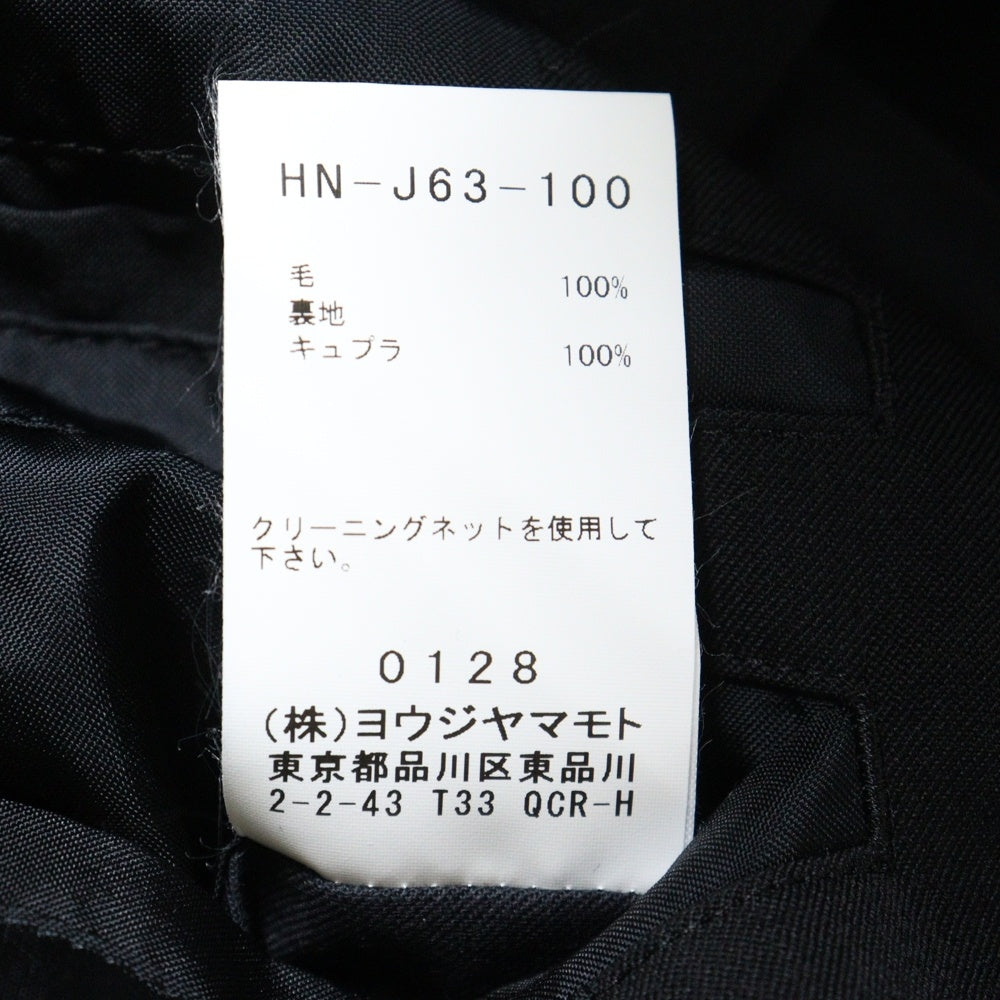 HN-J63-100
毛 100%
裏地
キュプラ 100%
クリーニングネットを使用して
下さい。
0128
(株)ヨウジヤマモト
東京都品川区東品川
2-2-43 T33 QCR-H